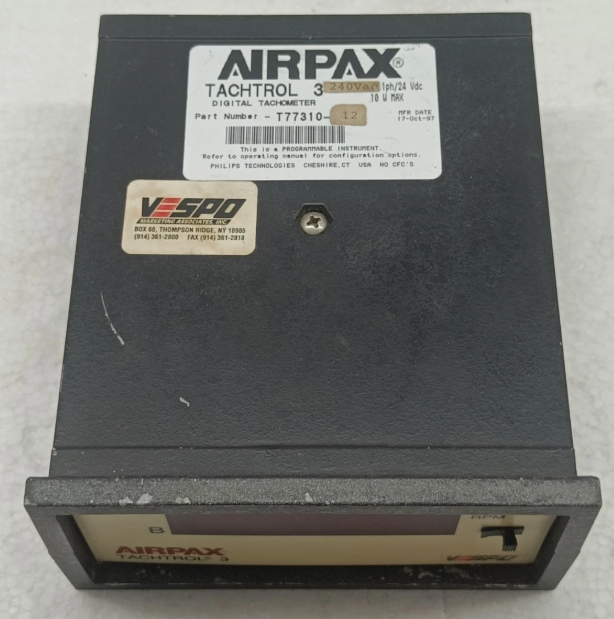 AIRPAX®
TACHTROL 3 240Vac 1ph/24 Vdc
DIGITAL TACHOMETER 10 W MAX
Part Number - T77310-12
MFR DATE
17-Oct-97
This is a PROGRAMMABLE INSTRUMENT.
Refer to operating manual for configuration options.
PHILIPS TECHNOLOGIES CHESHIRE, CT USA NO CFC'S
VESPO
MARKETING ASSOCIATES, INC
BOX 60, THOMPSON RIDGE, NY 10985
(914) 361-2800 FAX (914) 361-2818
B RPM
AIRPAX
TACHTROL® 3 VESPO